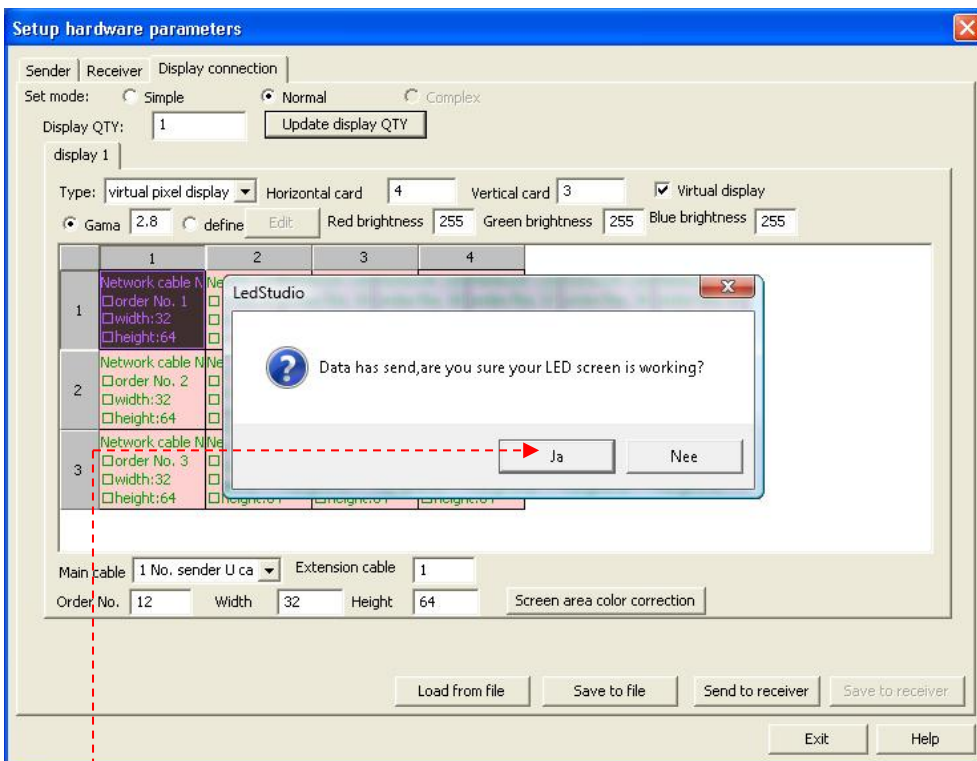 Setup hardware parameters
Sender Receiver Display connection
Set mode: Simple Normal Complex
Display QTY: 1 Update display QTY
display 1
Type: virtual pixel display Horizontal card 4 Vertical card 3 Virtual display
Gama 2.8 define Edit Red brightness 255 Green brightness 255 Blue brightness 255
1 2 3 4
1
Network cable N Ne
order No. 1
width:32
height:64
2
Network cable N Ne
order No. 2
width:32
height:64
3
Network cable N Ne
order No. 3
width:32
height:64
LedStudio
Data has send,are you sure your LED screen is working?
Ja Nee
Main cable 1 No. sender U ca Extension cable 1
Order No. 12 Width 32 Height 64 Screen area color correction
Load from file Save to file Send to receiver Save to receiver
Exit Help